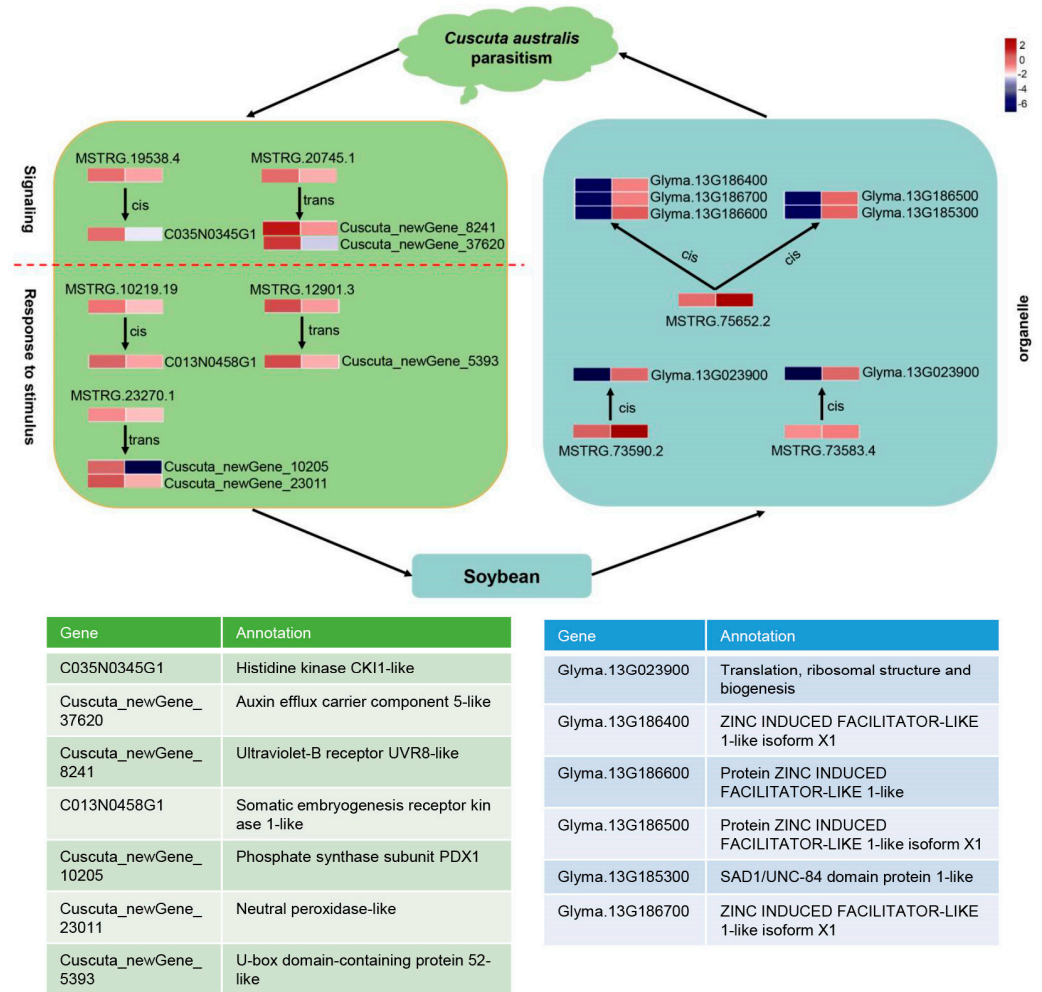 Cuscuta australis
parasitism
2
0
-2
-4
-6
Signaling
MSTRG.19538.4
cis
C035N0345G1
MSTRG.20745.1
trans
Cuscuta_newGene_8241
Cuscuta_newGene_37620
Response to stimulus
MSTRG.10219.19
cis
C013N0458G1
MSTRG.12901.3
trans
Cuscuta_newGene_5393
MSTRG.23270.1
trans
Cuscuta_newGene_10205
Cuscuta_newGene_23011
Glyma.13G186400
Glyma.13G186700
Glyma.13G186600
Glyma.13G186500
Glyma.13G185300
cis
cis
MSTRG.75652.2
Glyma.13G023900
cis
MSTRG.73590.2
Glyma.13G023900
cis
MSTRG.73583.4
organelle
Soybean
Gene Annotation
C035N0345G1 Histidine kinase CKI1-like
Cuscuta_newGene_ Auxin efflux carrier component 5-like
37620
Cuscuta_newGene_ Ultraviolet-B receptor UVR8-like
8241
C013N0458G1 Somatic embryogenesis receptor kin
ase 1-like
Cuscuta_newGene_ Phosphate synthase subunit PDX1
10205
Cuscuta_newGene_ Neutral peroxidase-like
23011
Cuscuta_newGene_ U-box domain-containing protein 52-
5393 like
Gene Annotation
Glyma.13G023900 Translation, ribosomal structure and
biogenesis
Glyma.13G186400 ZINC INDUCED FACILITATOR-LIKE
1-like isoform X1
Glyma.13G186600 Protein ZINC INDUCED
FACILITATOR-LIKE 1-like
Glyma.13G186500 Protein ZINC INDUCED
FACILITATOR-LIKE 1-like isoform X1
Glyma.13G185300 SAD1/UNC-84 domain protein 1-like
Glyma.13G186700 ZINC INDUCED FACILITATOR-LIKE
1-like isoform X1